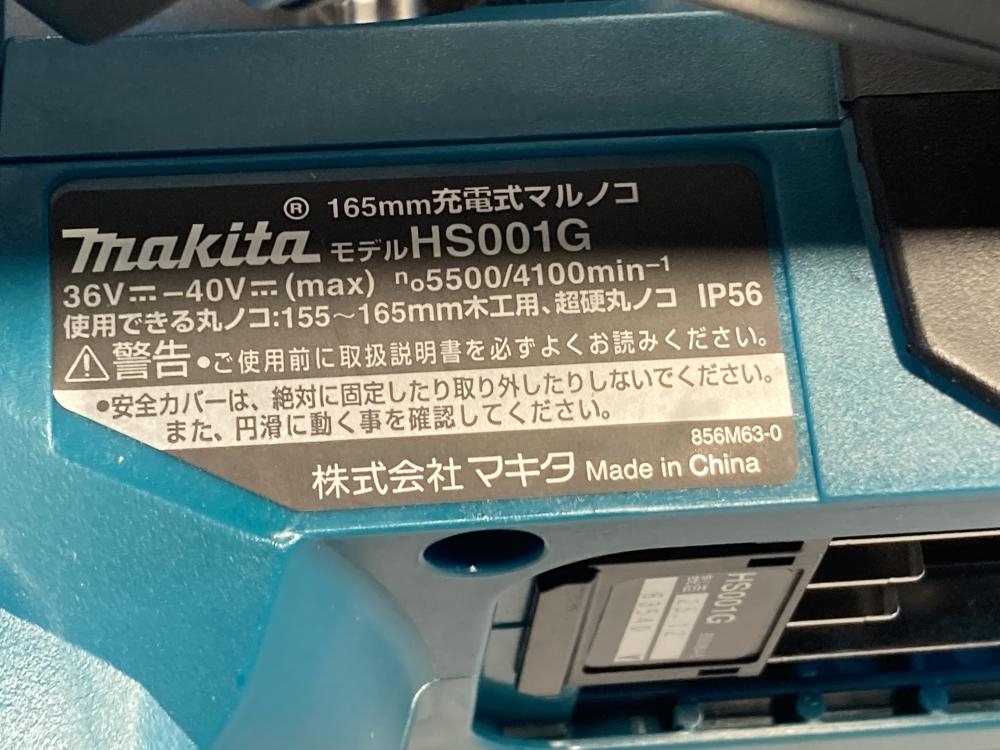 ® 165mm充電式マルノコ
makita モデルHS001G
36V⎓-40V⎓(max) n₀5500/4100min⁻¹
使用できる丸ノコ:155～165mm木工用、超硬丸ノコ IP56
⚠警告 ●ご使用前に取扱説明書を必ずよくお読みください。
●安全カバーは、絶対に固定したり取り外したりしないでください。
また、円滑に動く事を確認してください。
856M63-0
株式会社マキタ Made in China
HS001G